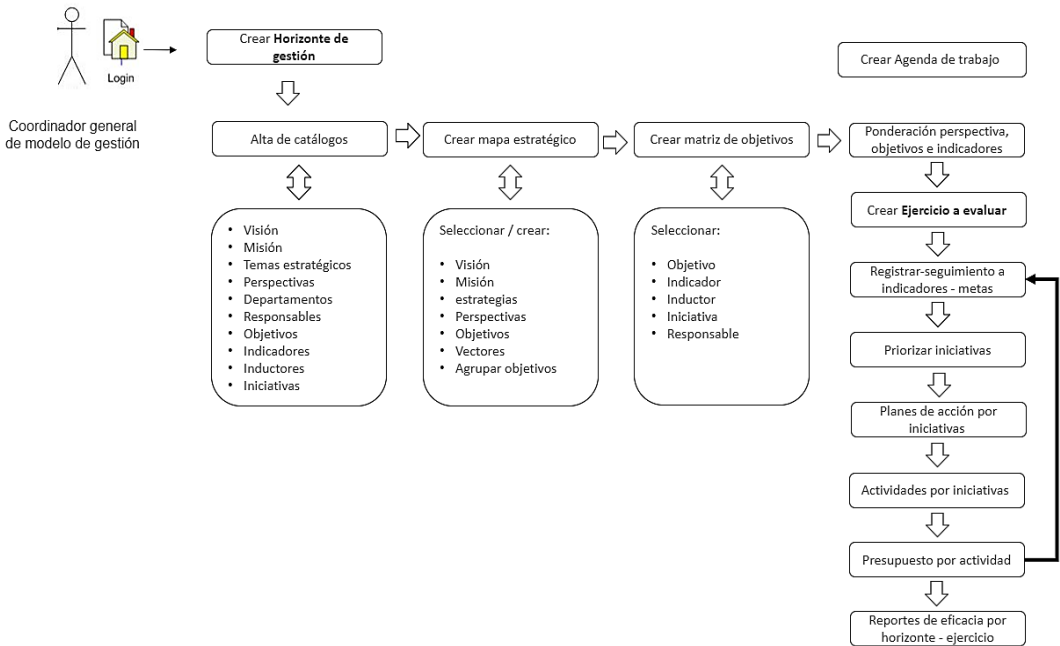 Login
Coordinador general
de modelo de gestión
Crear Horizonte de
gestión
Crear Agenda de trabajo
Alta de catálogos
Crear mapa estratégico
Crear matriz de objetivos
Ponderación perspectiva,
objetivos e indicadores
• Visión
• Misión
• Temas estratégicos
• Perspectivas
• Departamentos
• Responsables
• Objetivos
• Indicadores
• Inductores
• Iniciativas
Seleccionar / crear:
• Visión
• Misión
• estrategias
• Perspectivas
• Objetivos
• Vectores
• Agrupar objetivos
Seleccionar:
• Objetivo
• Indicador
• Inductor
• Iniciativa
• Responsable
Crear Ejercicio a evaluar
Registrar-seguimiento a
indicadores - metas
Priorizar iniciativas
Planes de acción por
iniciativas
Actividades por iniciativas
Presupuesto por actividad
Reportes de eficacia por
horizonte - ejercicio